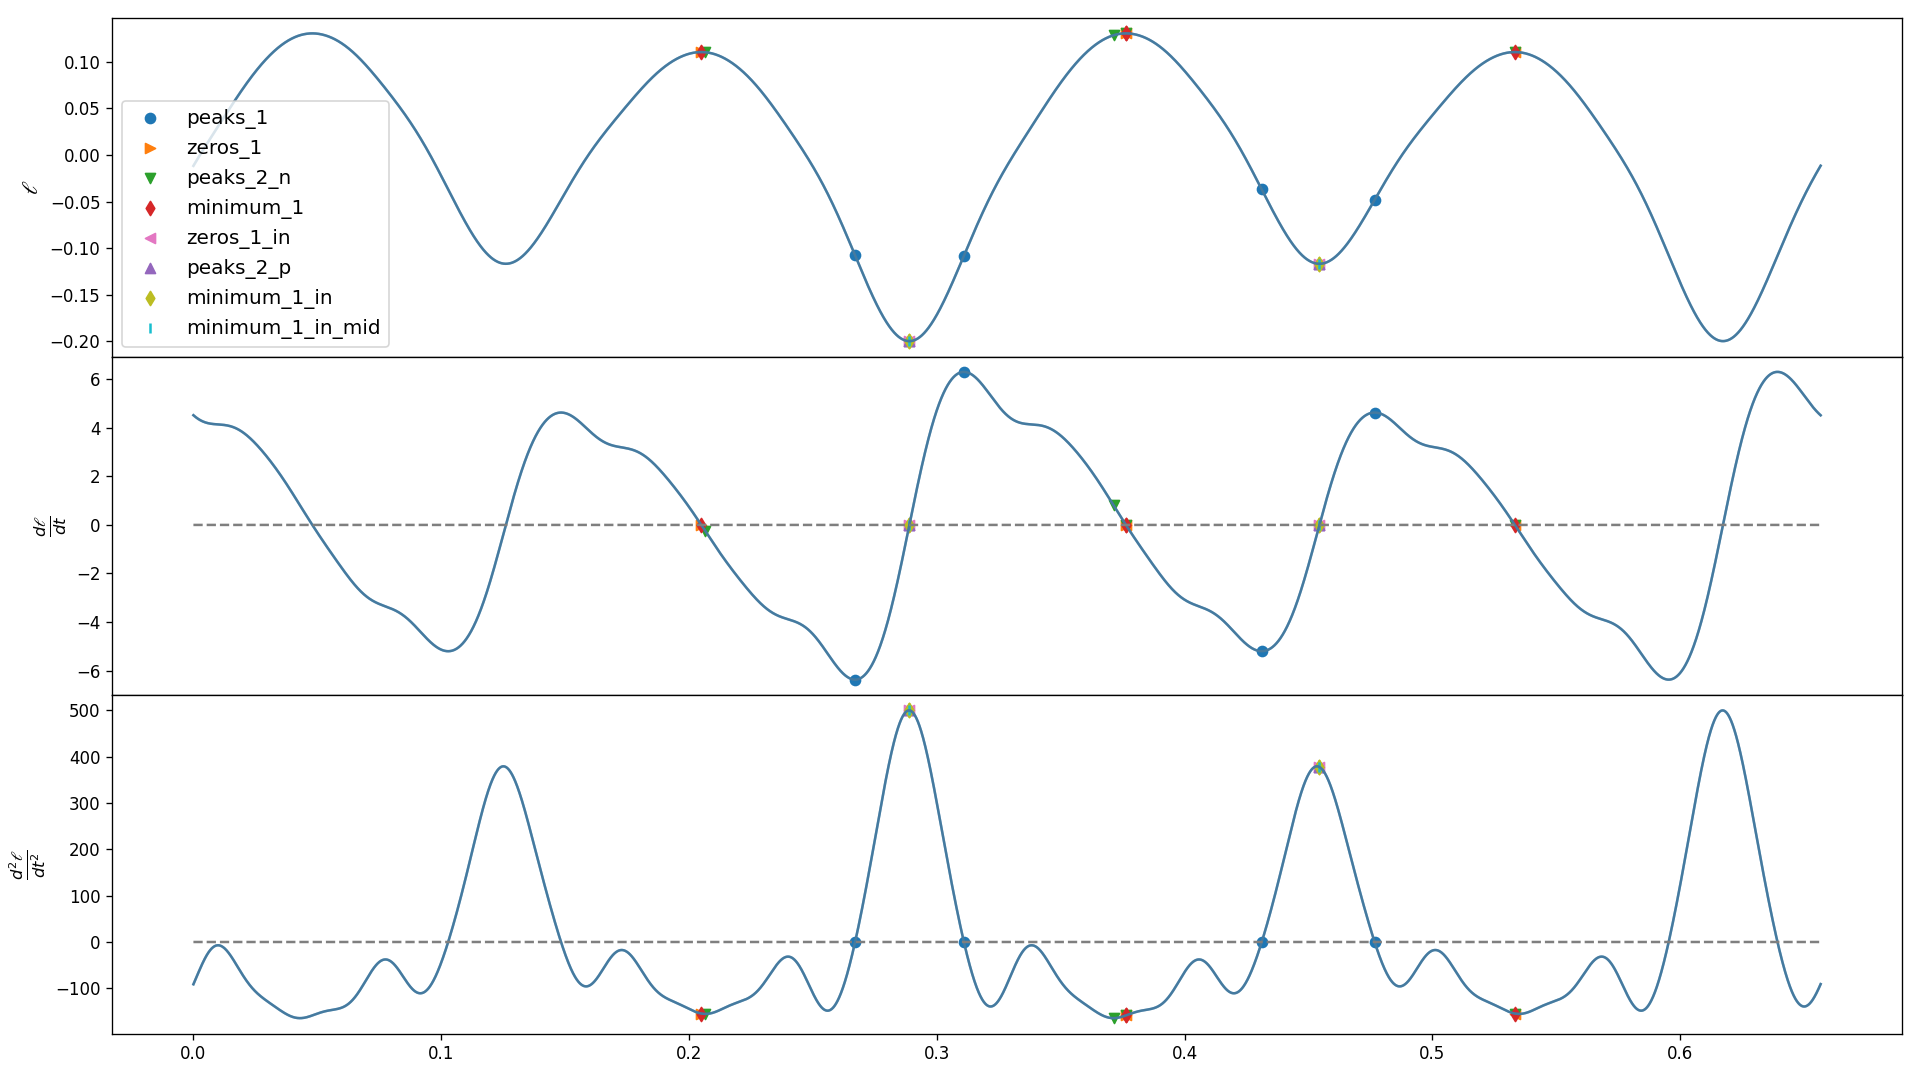 0.10
0.05
0.00
−0.05
−0.10
−0.15
−0.20
ℓ
peaks_1
zeros_1
peaks_2_n
minimum_1
zeros_1_in
peaks_2_p
minimum_1_in
minimum_1_in_mid
6
4
2
0
−2
−4
−6
dℓ
dt
500
400
300
200
100
0
−100
d²ℓ
dt²
0.0 0.1 0.2 0.3 0.4 0.5 0.6